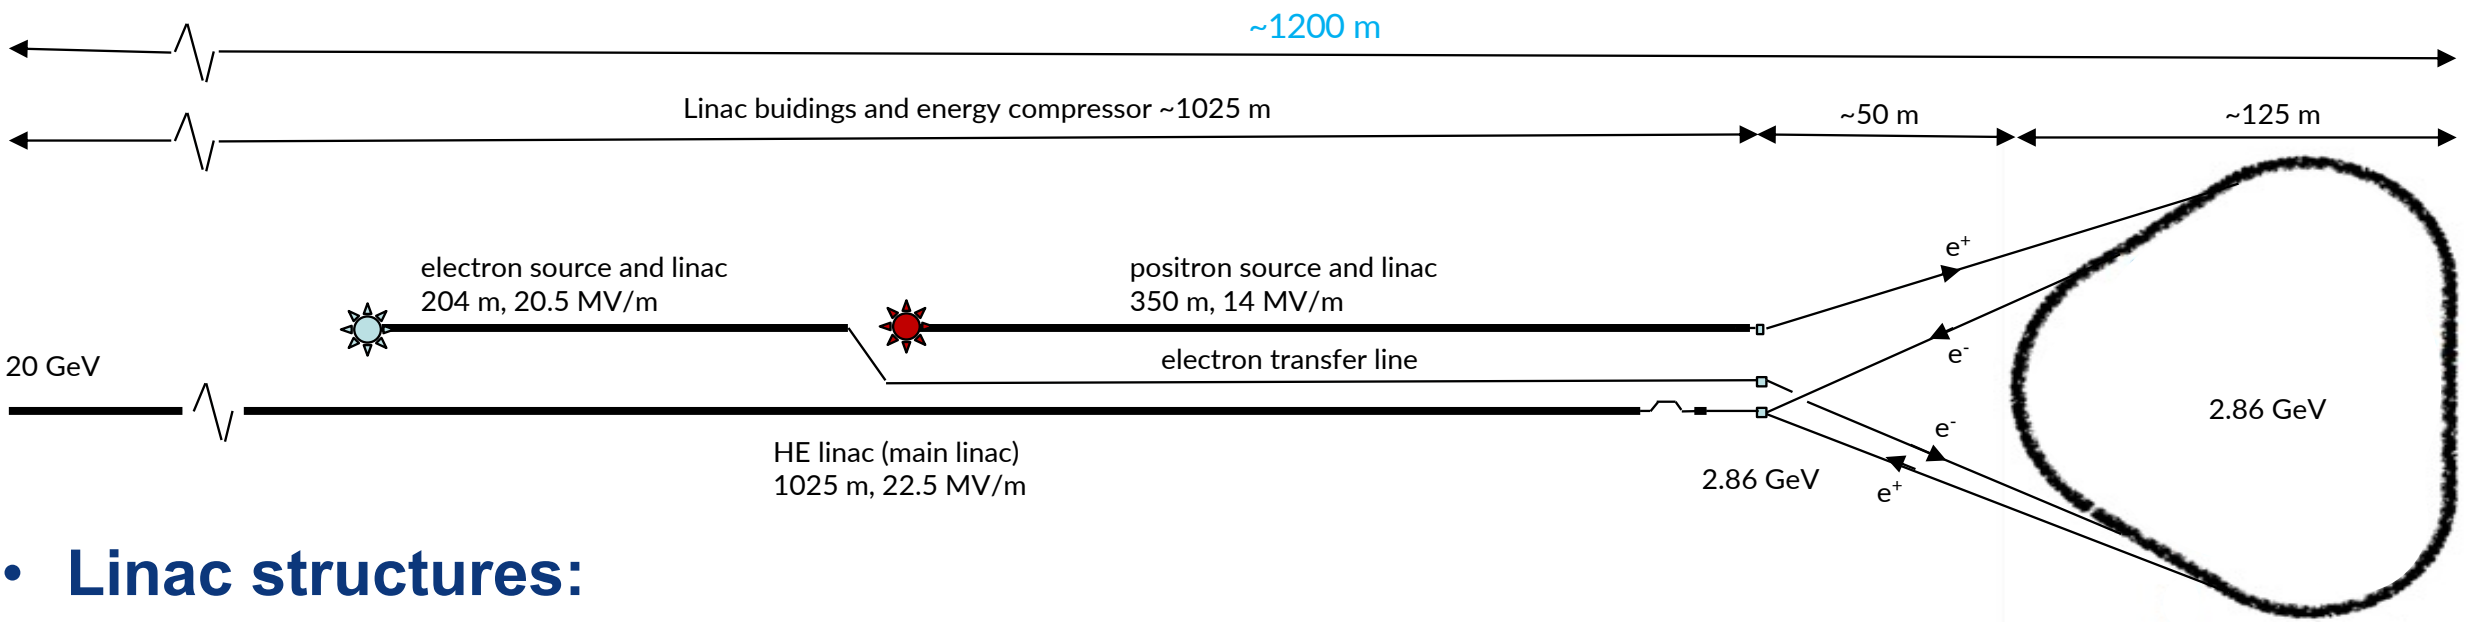 ~1200 m
Linac buidings and energy compressor ~1025 m
~50 m
~125 m
e⁺
electron source and linac
204 m, 20.5 MV/m
positron source and linac
350 m, 14 MV/m
e⁻
20 GeV
electron transfer line
2.86 GeV
e⁻
HE linac (main linac)
1025 m, 22.5 MV/m
2.86 GeV
e⁺
• Linac structures: